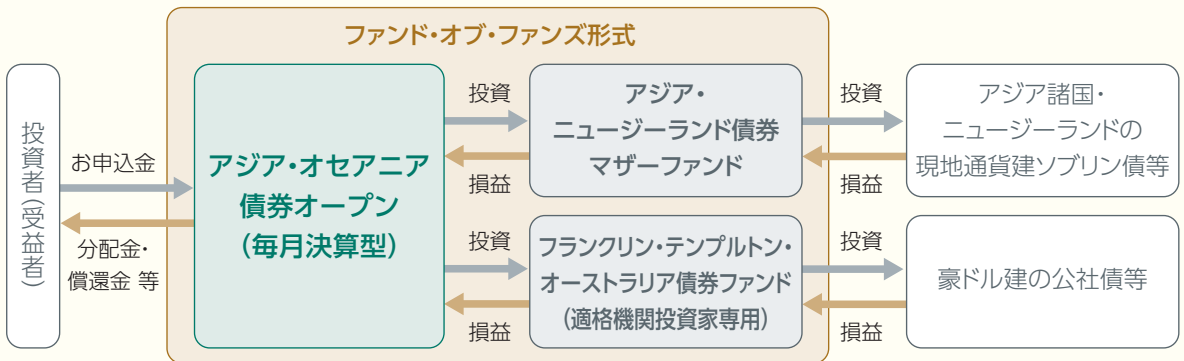 ファンド・オブ・ファンズ形式
投資者(受益者)
お申込金
分配金・
償還金 等
アジア・オセアニア
債券オープン
(毎月決算型)
投資
損益
アジア・
ニュージーランド債券
マザーファンド
投資
損益
アジア諸国・
ニュージーランドの
現地通貨建ソブリン債等
投資
損益
フランクリン・テンプルトン・
オーストラリア債券ファンド
(適格機関投資家専用)
投資
損益
豪ドル建の公社債等